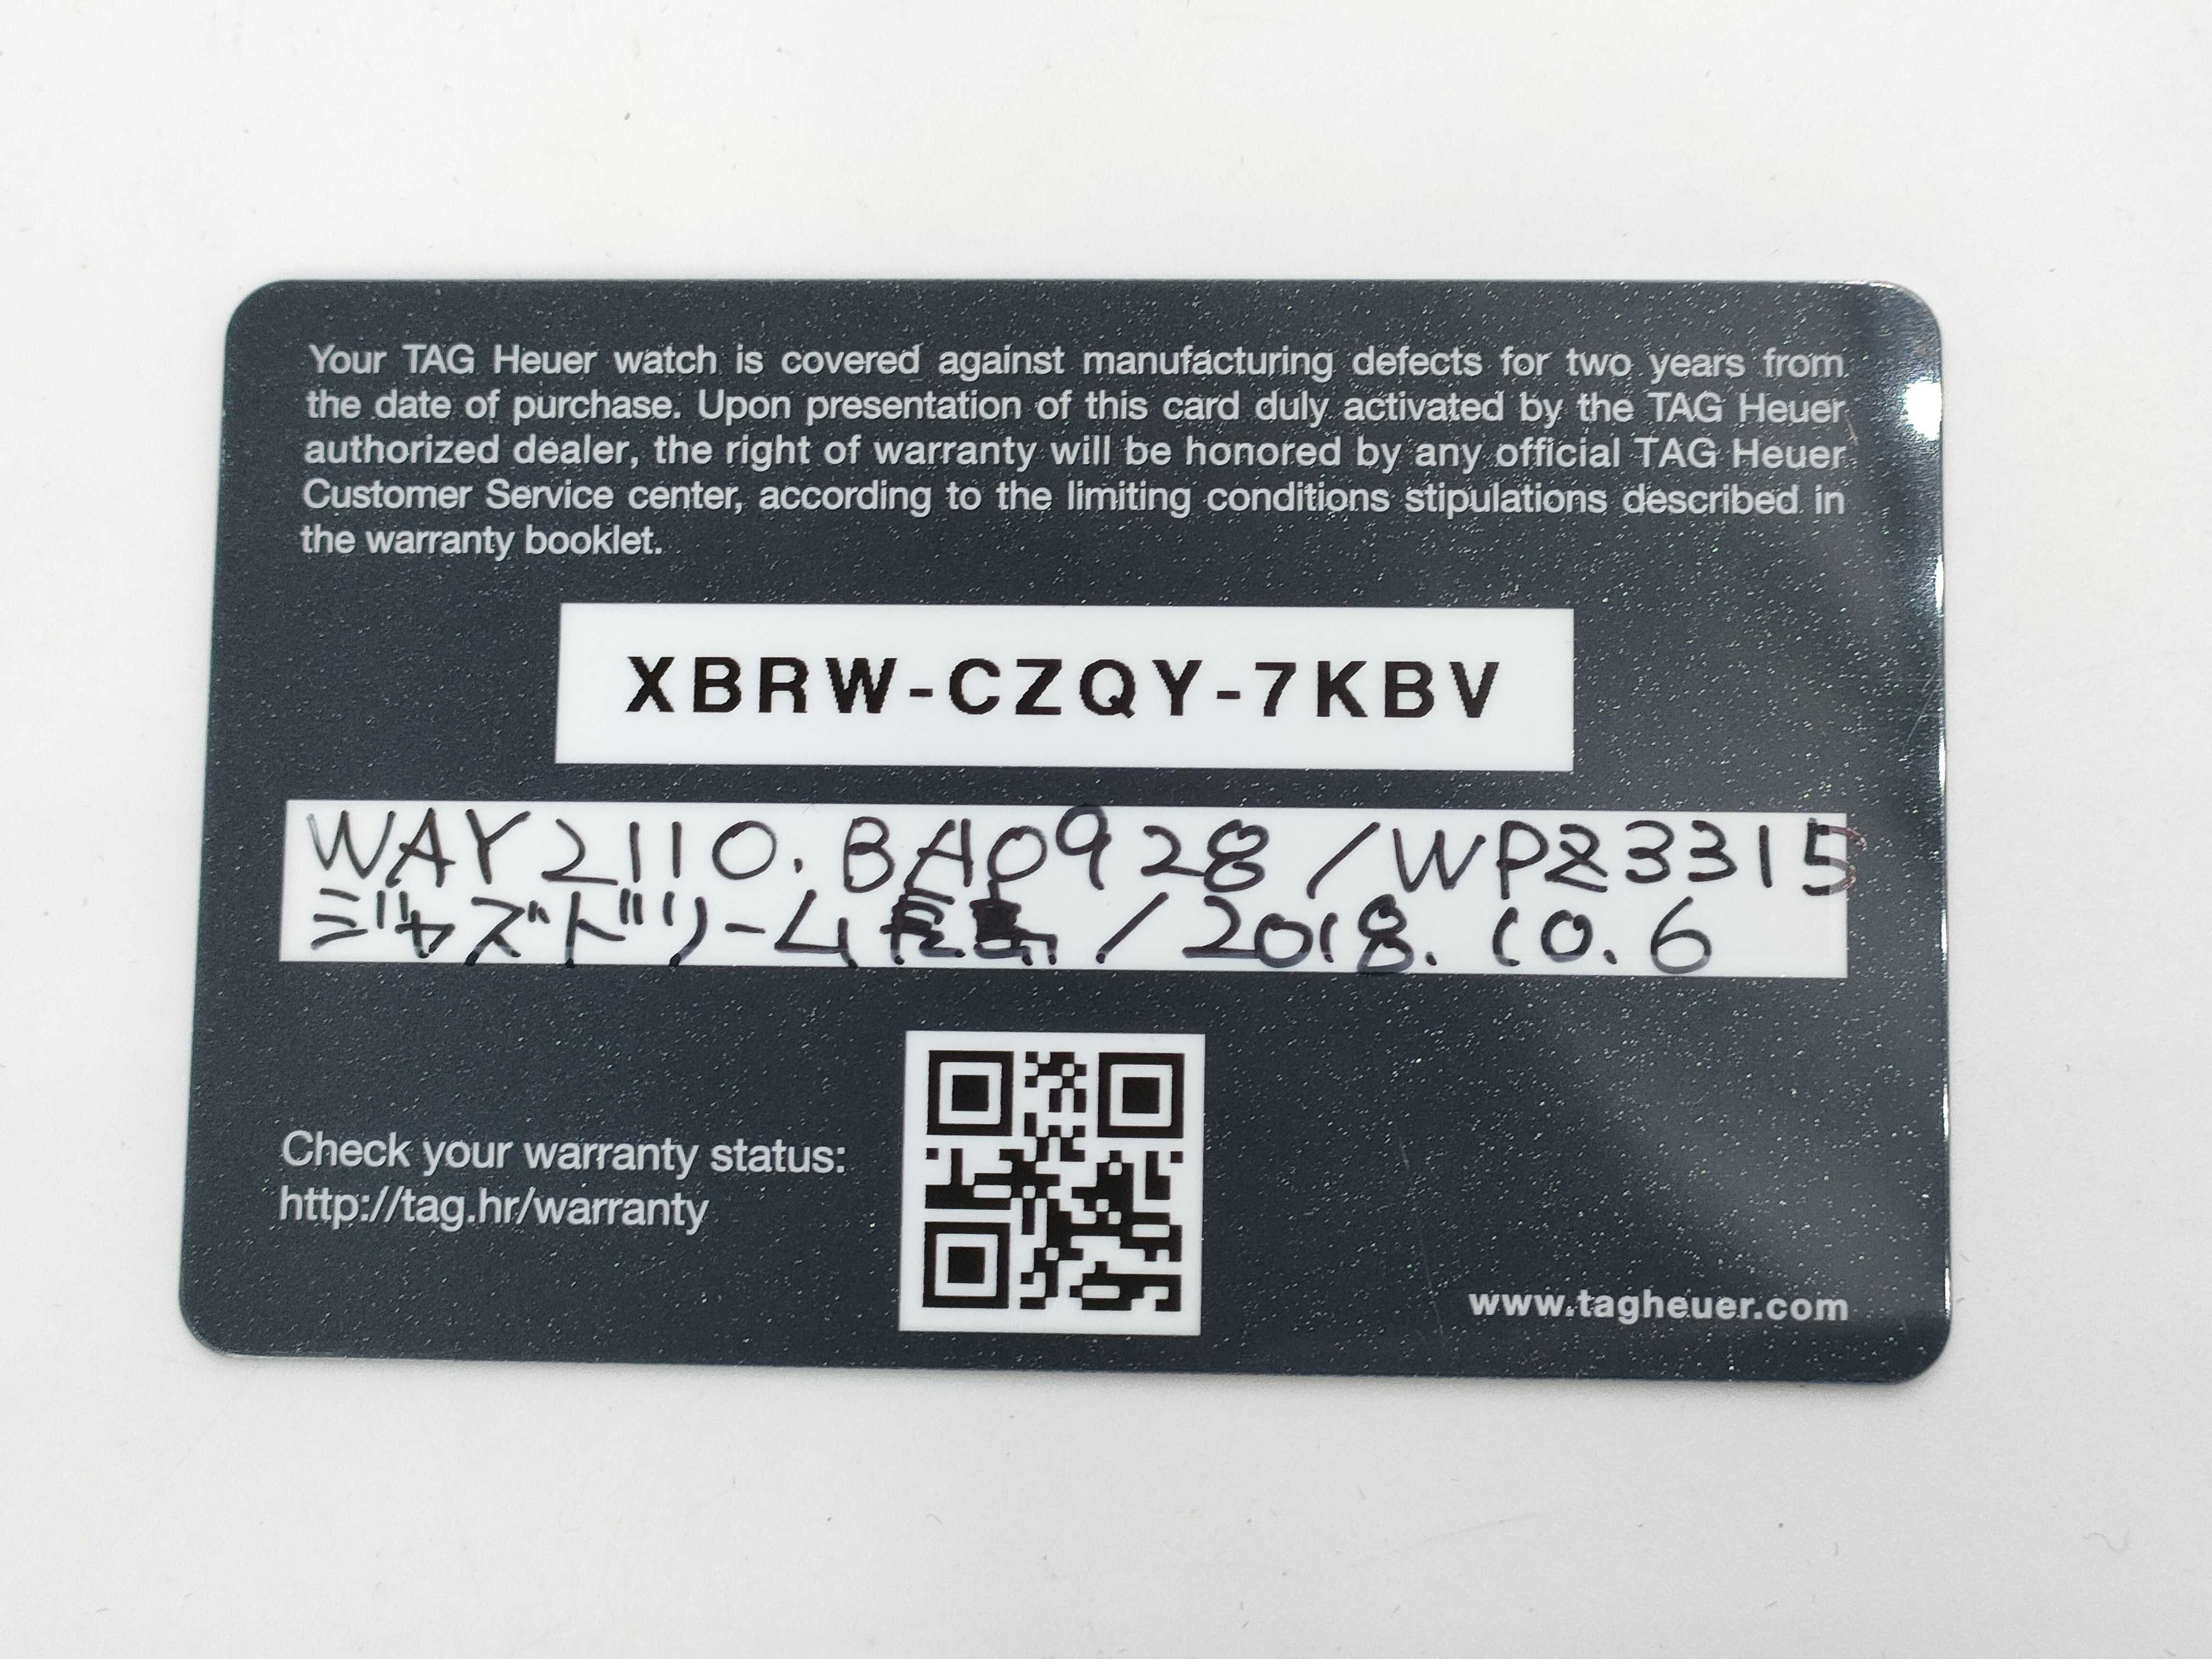 Your TAG Heuer watch is covered against manufacturing defects for two years from
the date of purchase. Upon presentation of this card duly activated by the TAG Heuer
authorized dealer, the right of warranty will be honored by any official TAG Heuer
Customer Service center, according to the limiting conditions stipulations described in
the warranty booklet.
XBRW-CZQY-7KBV
WAY2110.BA0928/WPZ3315
ジャズドリーム長島/2018.10.6
Check your warranty status:
http://tag.hr/warranty
www.tagheuer.com